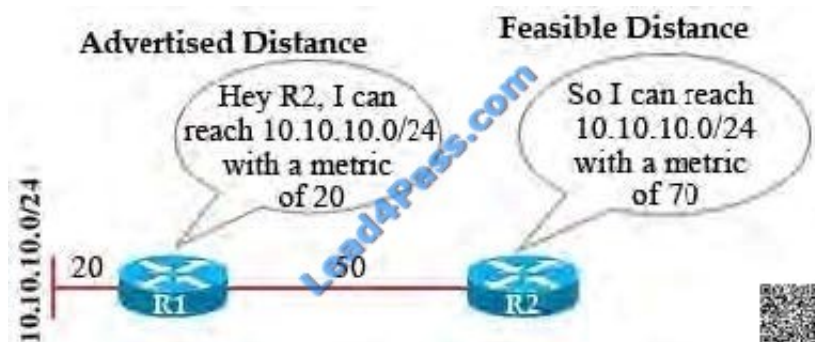 Advertised Distance
Feasible Distance
Hey R2, I can
reach 10.10.10.0/24
with a metric
of 20
So I can reach
10.10.10.0/24
with a metric
of 70
10.10.10.0/24
20
R1
50
R2
Lead4Pass.com